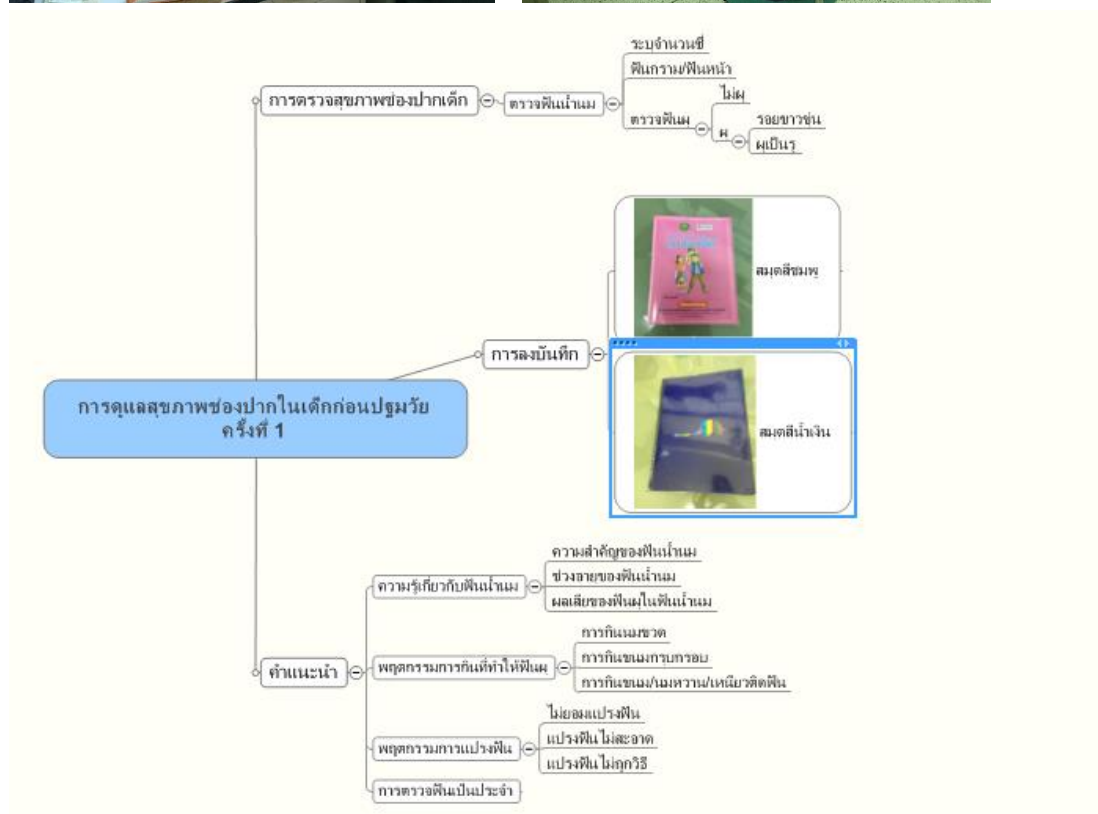 ระบุจำนวนซี่
ฟันกราม/ฟันหน้า
การตรวจสุขภาพช่องปากเด็ก
ตรวจฟันน้ำนม
ไม่ผุ
ตรวจฟันผุ
ผุ
รอยขาวขุ่น
ผุเป็นรู
สมุดสีชมพู
การลงบันทึก
การดูแลสุขภาพช่องปากในเด็กก่อนปฐมวัย
ครั้งที่ 1
สมุดสีน้ำเงิน
ความสำคัญของฟันน้ำนม
ความรู้เกี่ยวกับฟันน้ำนม
ช่วงอายุของฟันน้ำนม
ผลเสียของฟันผุในฟันน้ำนม
การกินนมขวด
คำแนะนำ
พฤติกรรมการกินที่ทำให้ฟันผุ
การกินขนมกรุบกรอบ
การกินขนม/นมหวาน/เหนียวติดฟัน
ไม่ยอมแปรงฟัน
พฤติกรรมการแปรงฟัน
แปรงฟันไม่สะอาด
แปรงฟันไม่ถูกวิธี
การตรวจฟันเป็นประจำ